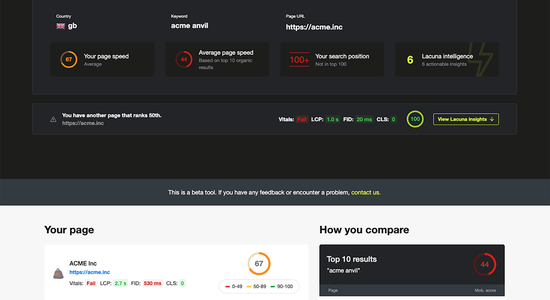 Country
Keyword
Page URL
gb
acme anvil
https://acme.inc
67
Your page speed
Average
44
Average page speed
Based on top 10 organic
results
100+
Your search position
Not in top 100
6
Lacuna intelligence
6 actionable insights
You have another page that ranks 50th.
https://acme.inc
Vitals: Fail LCP: 1.0 s FID: 20 ms CLS: 0
100
View Lacuna insights ↓
This is a beta tool. If you have any feedback or encounter a problem, contact us.
Your page
How you compare
ACME Inc
https://acme.inc
Vitals: Fail LCP: 2.7 s FID: 530 ms CLS: 0
67
0-49 50-89 90-100
Top 10 results
"acme anvil"
44
Page
Mob. score